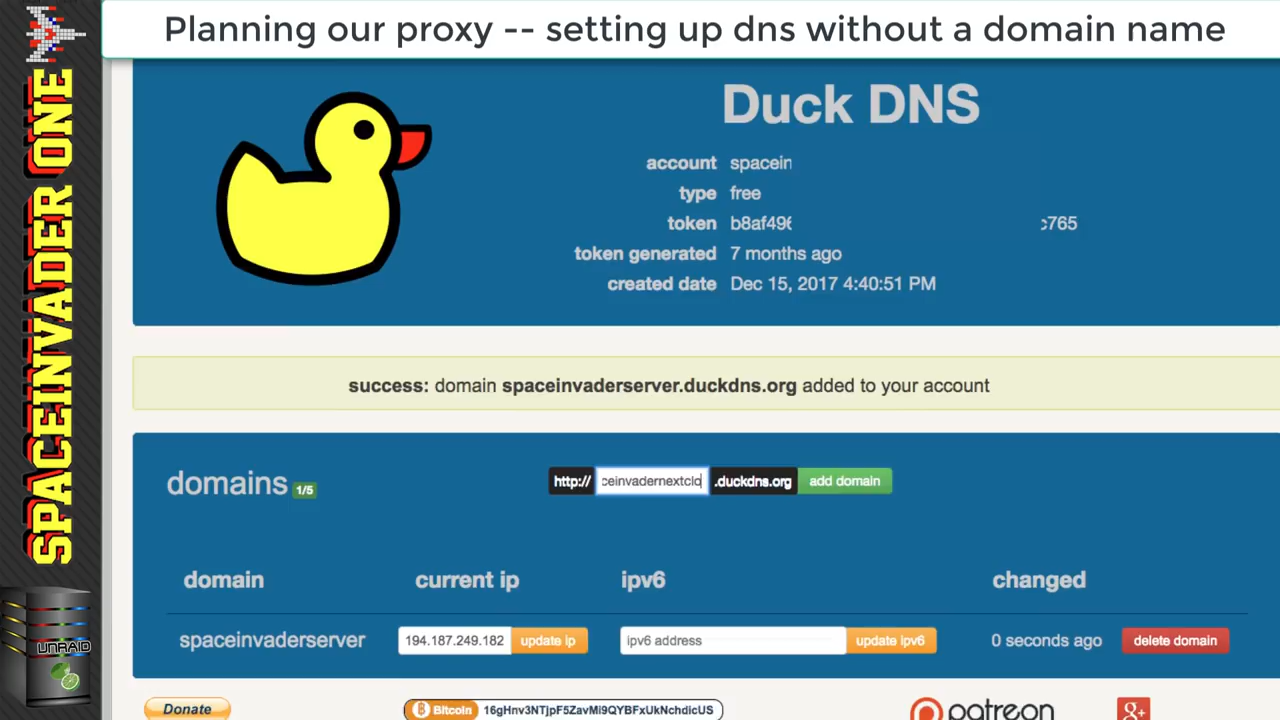 Planning our proxy -- setting up dns without a domain name
SPACEINVADER ONE
Duck DNS
account spacein
type free
token b8af496 c765
token generated 7 months ago
created date Dec 15, 2017 4:40:51 PM
success: domain spaceinvaderserver.duckdns.org added to your account
domains 1/5
http:// ceinvadernextclo .duckdns.org add domain
domain current ip ipv6 changed
spaceinvaderserver 194.187.249.182 update ip ipv6 address update ipv6 0 seconds ago delete domain
UNRAID
Donate Bitcoin 16gHnv3NTjpF5ZavMi9QYBFxUkNchdicUS patreon g+